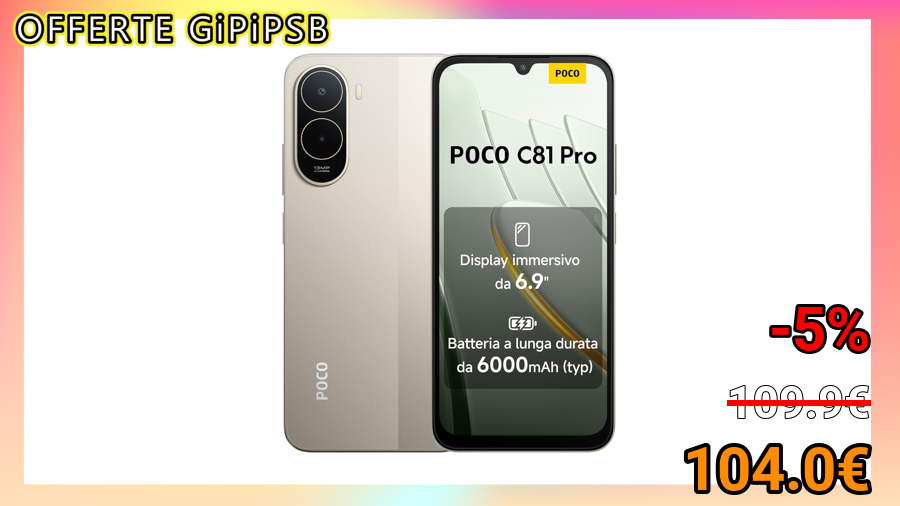 OFFERTE GiPiPSB
POCO
POCO C81 Pro
13MP
Display immersivo
da 6.9"
Batteria a lunga durata
da 6000mAh (typ)
POCO
-5%
109.9€
104.0€